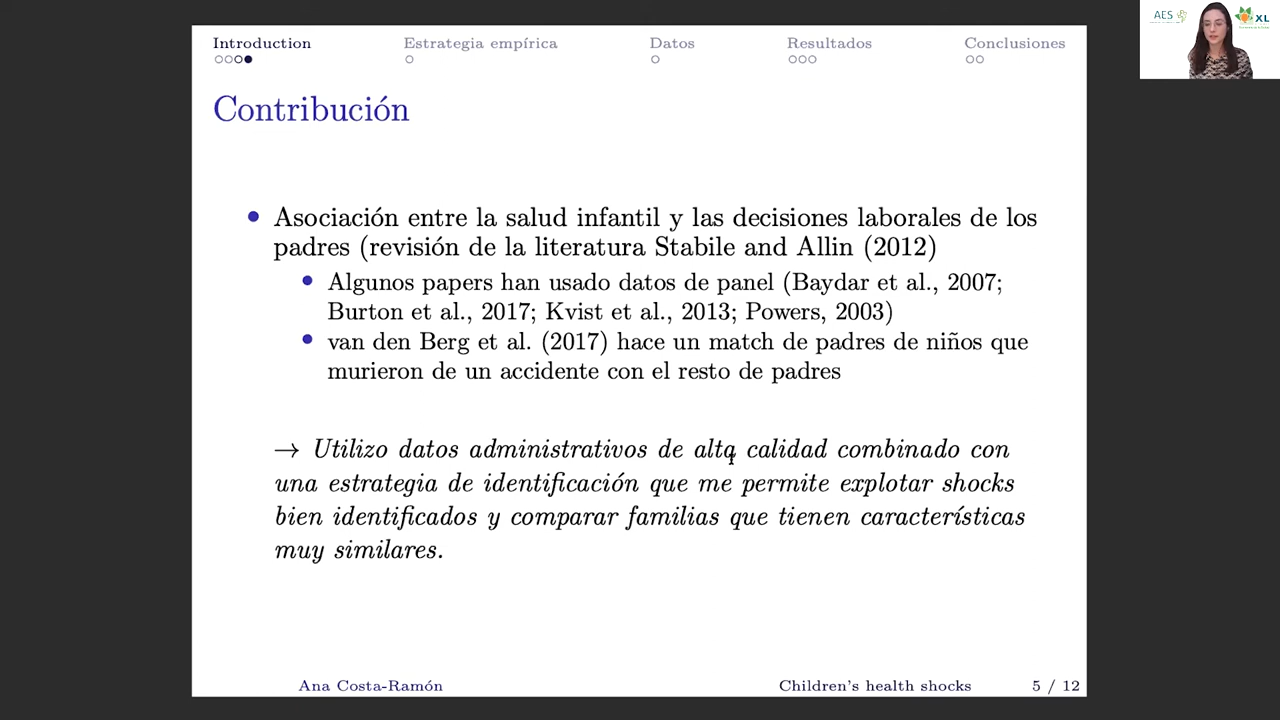 Introduction
Estrategia empírica
Datos
Resultados
Conclusiones
Contribución
Asociación entre la salud infantil y las decisiones laborales de los
padres (revisión de la literatura Stabile and Allin (2012)
Algunos papers han usado datos de panel (Baydar et al., 2007;
Burton et al., 2017; Kvist et al., 2013; Powers, 2003)
van den Berg et al. (2017) hace un match de padres de niños que
murieron de un accidente con el resto de padres
→ Utilizo datos administrativos de alta calidad combinado con
una estrategia de identificación que me permite explotar shocks
bien identificados y comparar familias que tienen características
muy similares.
Ana Costa-Ramón
Children's health shocks
5 / 12
AES
XL